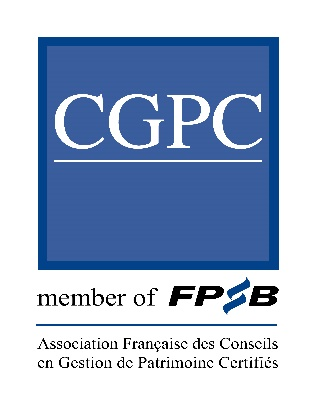 CGPC
member of FPSB
Association Française des Conseils
en Gestion de Patrimoine Certifiés